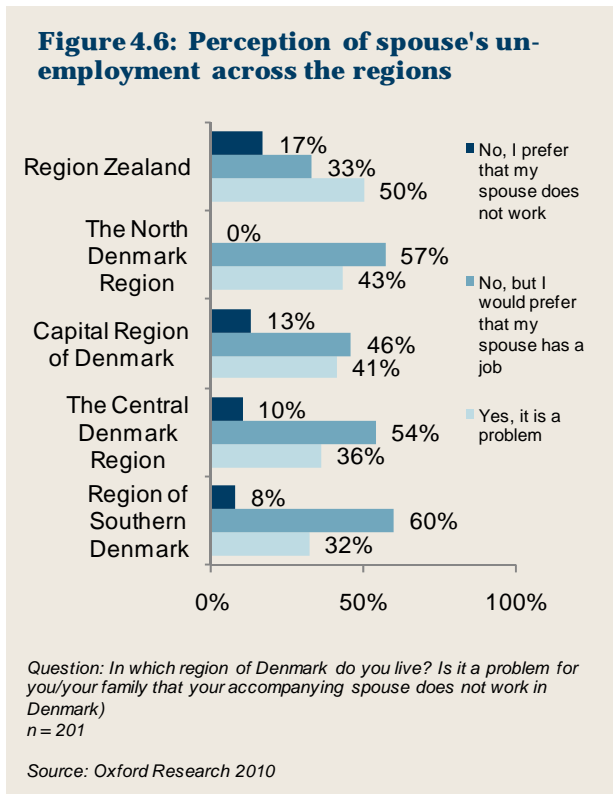 Figure 4.6: Perception of spouse's un-
employment across the regions
Region Zealand
17%
33%
50%
The North
Denmark
Region
0%
57%
43%
Capital Region
of Denmark
13%
46%
41%
The Central
Denmark
Region
10%
54%
36%
Region of
Southern
Denmark
8%
60%
32%
0%
50%
100%
No, I prefer
that my
spouse does
not work
No, but I
would prefer
that my
spouse has a
job
Yes, it is a
problem
Question: In which region of Denmark do you live? Is it a problem for
you/your family that your accompanying spouse does not work in
Denmark)
n = 201
Source: Oxford Research 2010